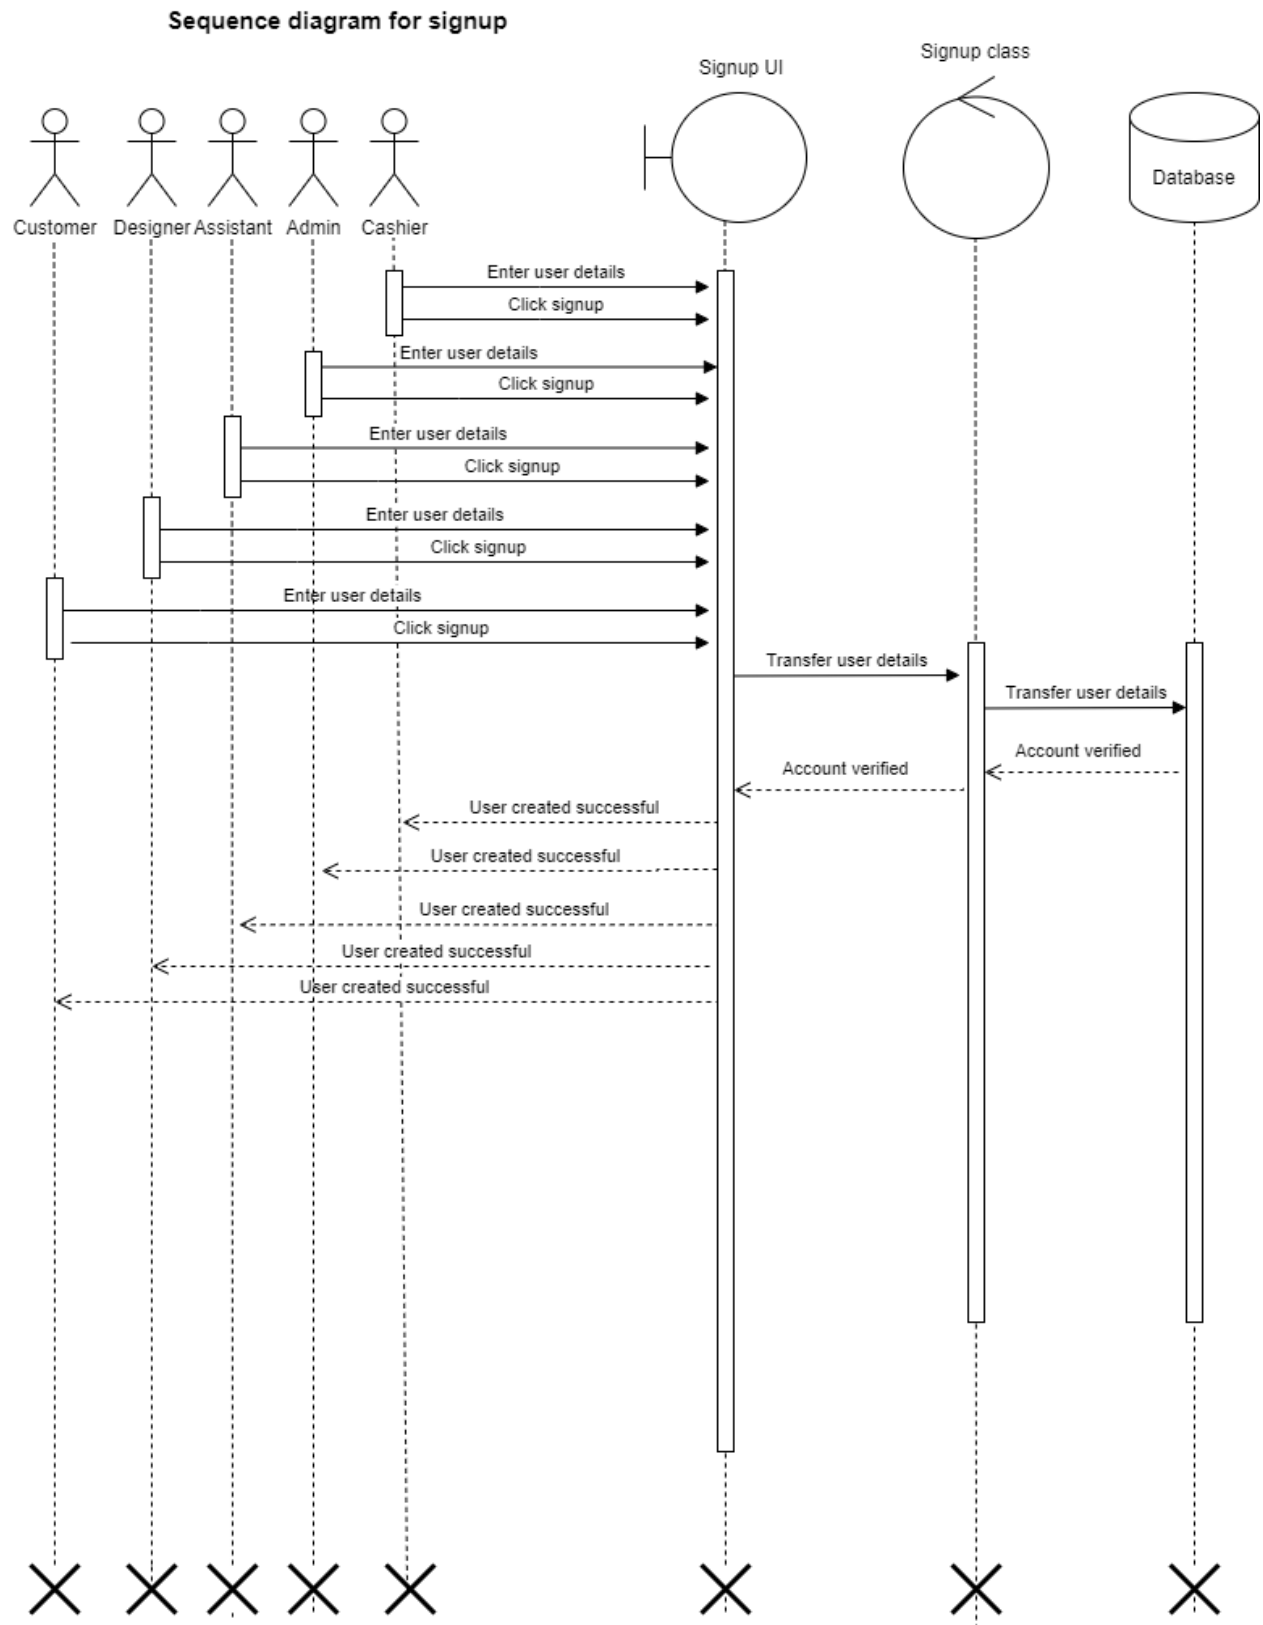 Sequence diagram for signup
Signup UI
Signup class
Database
Customer
Designer
Assistant
Admin
Cashier
Enter user details
Click signup
Enter user details
Click signup
Enter user details
Click signup
Enter user details
Click signup
Enter user details
Click signup
Transfer user details
Transfer user details
Account verified
Account verified
User created successful
User created successful
User created successful
User created successful
User created successful